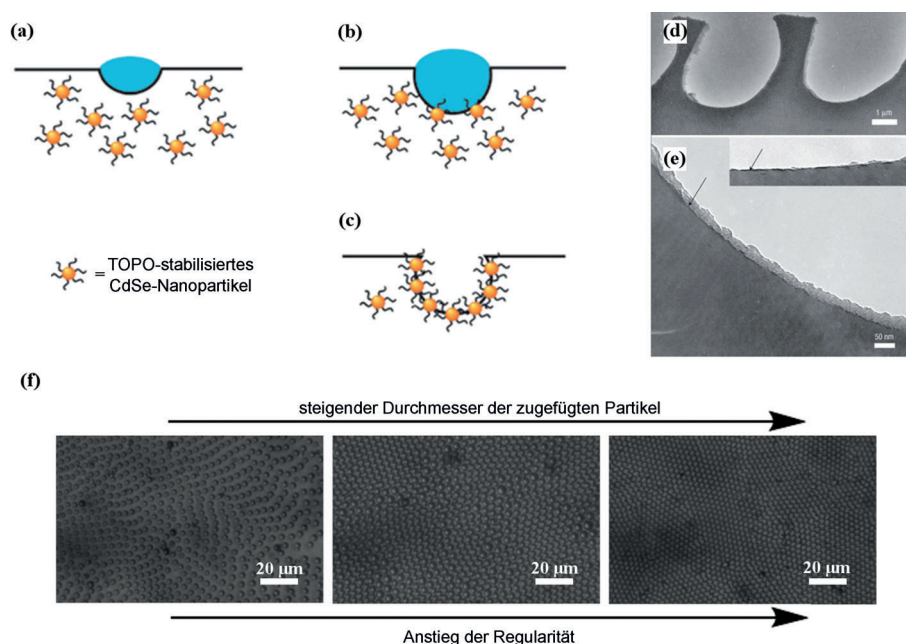 (a)
(b)
(d)
1 µm
(e)
(c)
= TOPO-stabilisiertes
CdSe-Nanopartikel
50 nm
(f)
steigender Durchmesser der zugefügten Partikel
20 µm
20 µm
20 µm
Anstieg der Regularität